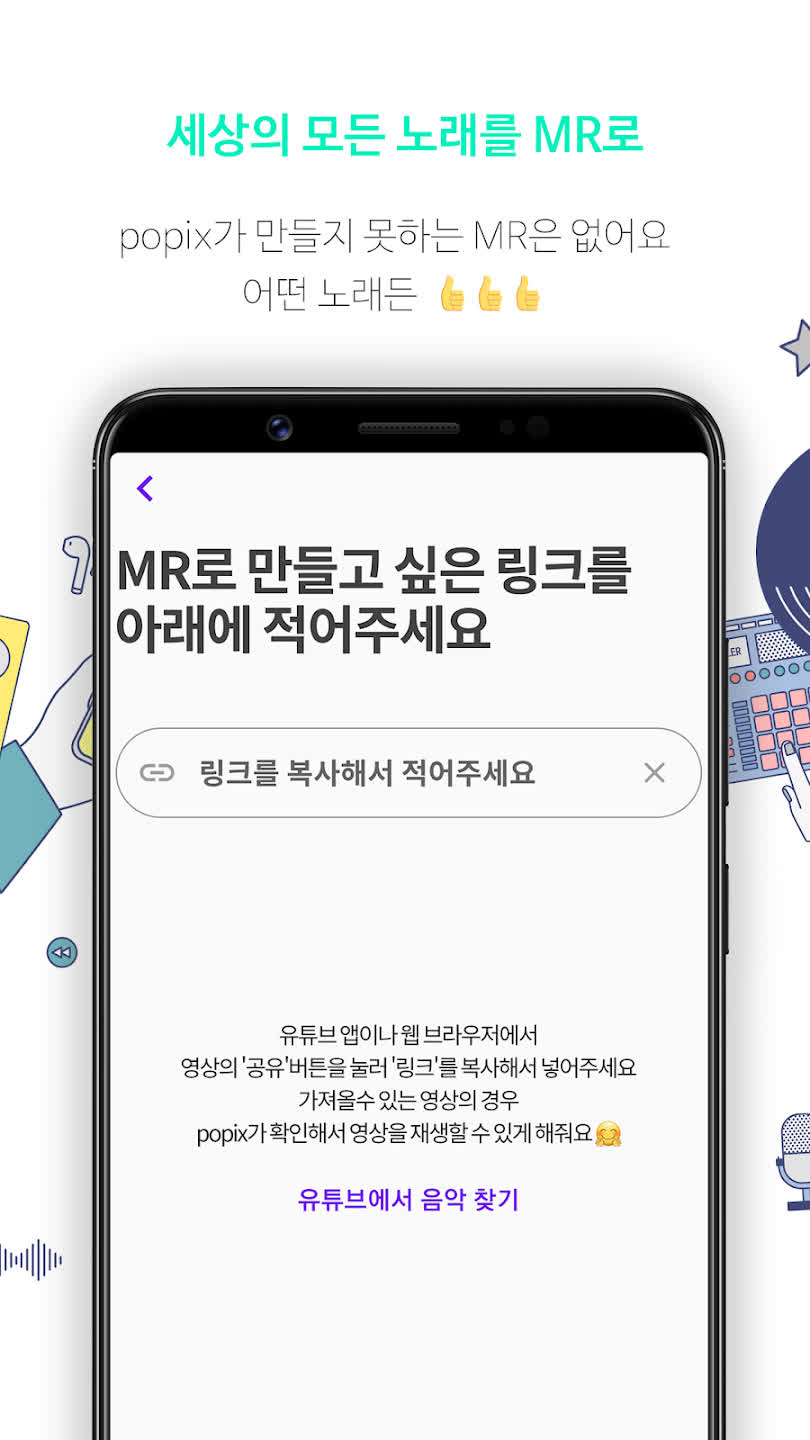 세상의 모든 노래를 MR로
popix가 만들지 못하는 MR은 없어요
어떤 노래든 👍👍👍
MR로 만들고 싶은 링크를
아래에 적어주세요
링크를 복사해서 적어주세요
LER
유튜브 앱이나 웹 브라우저에서
영상의 '공유'버튼을 눌러 '링크'를 복사해서 넣어주세요
가져올수 있는 영상의 경우
popix가 확인해서 영상을 재생할 수 있게 해줘요🤗
유튜브에서 음악 찾기